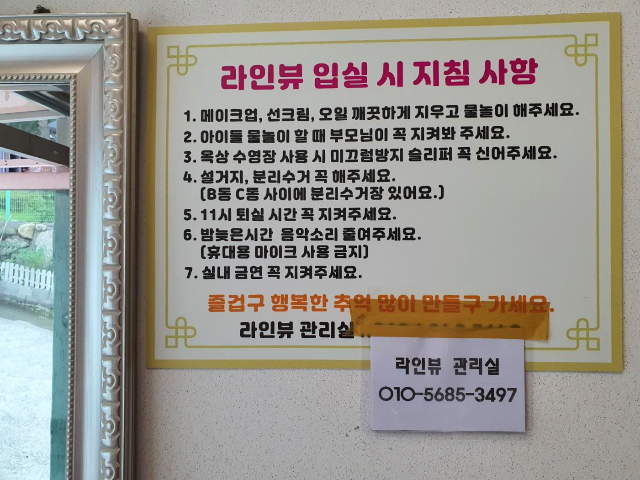 라인뷰 입실 시 지침 사항
1. 메이크업, 선크림, 오일 깨끗하게 지우고 물놀이 해주세요.
2. 아이들 물놀이 할 때 부모님이 꼭 지켜봐 주세요.
3. 옥상 수영장 사용 시 미끄럼방지 슬리퍼 꼭 신어주세요.
4. 설거지, 분리수거 꼭 해주세요.
(B동 C동 사이에 분리수거장 있어요.)
5. 11시 퇴실 시간 꼭 지켜주세요.
6. 밤늦은시간 음악소리 줄여주세요.
(휴대용 마이크 사용 금지)
7. 실내 금연 꼭 지켜주세요.
즐겁구 행복한 추억 많이 만들구 가세요.
라인뷰 관리실
라인뷰 관리실
010-5685-3497